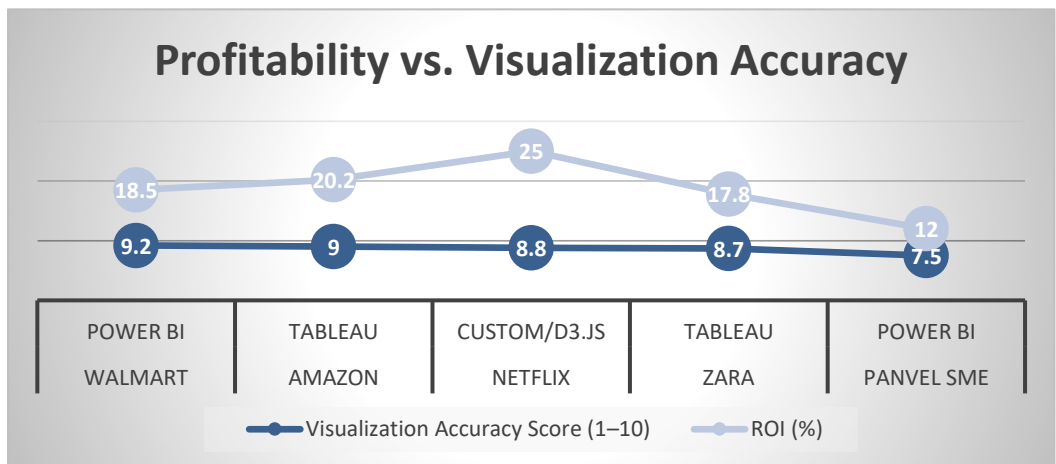 Profitability vs. Visualization Accuracy
18.5 20.2 25 17.8 12
9.2 9 8.8 8.7 7.5
POWER BI TABLEAU CUSTOM/D3.JS TABLEAU POWER BI
WALMART AMAZON NETFLIX ZARA PANVEL SME
Visualization Accuracy Score (1–10) ROI (%)